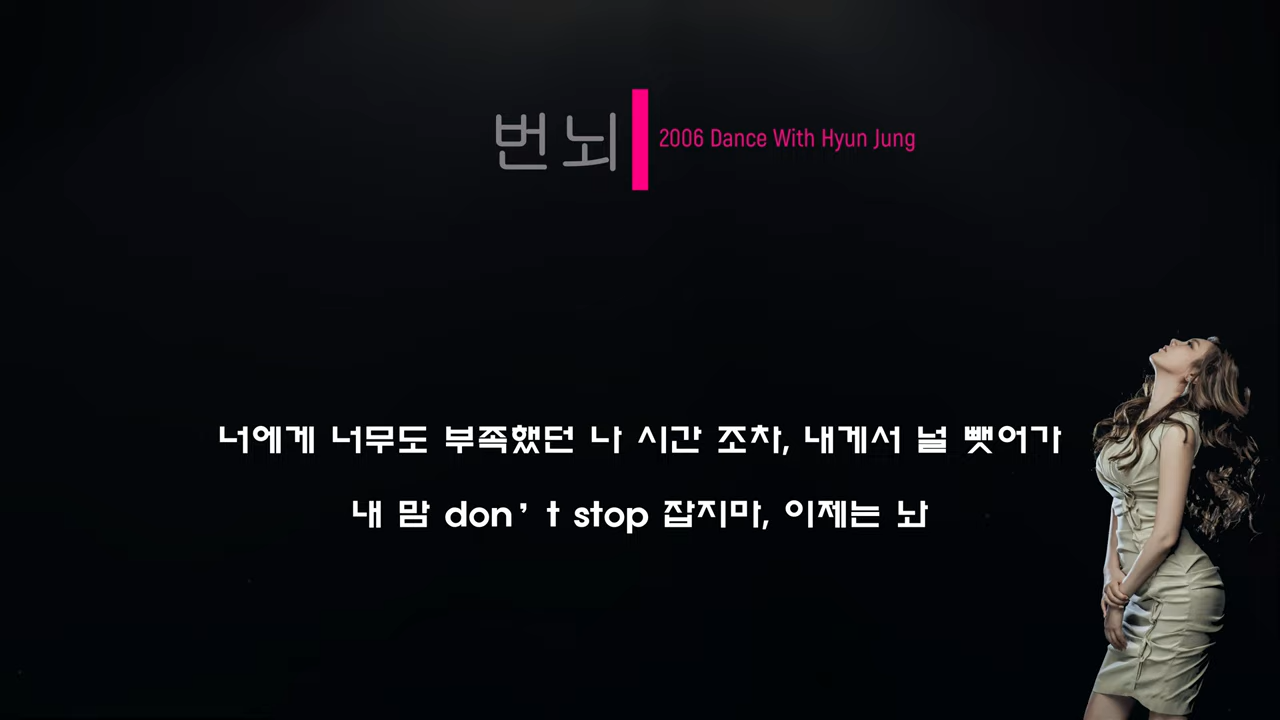 번뇌
2006 Dance With Hyun Jung
너에게 너무도 부족했던 나 시간 조차, 내게서 널 뺏어가
내 맘 don't stop 잡지마, 이제는 놔